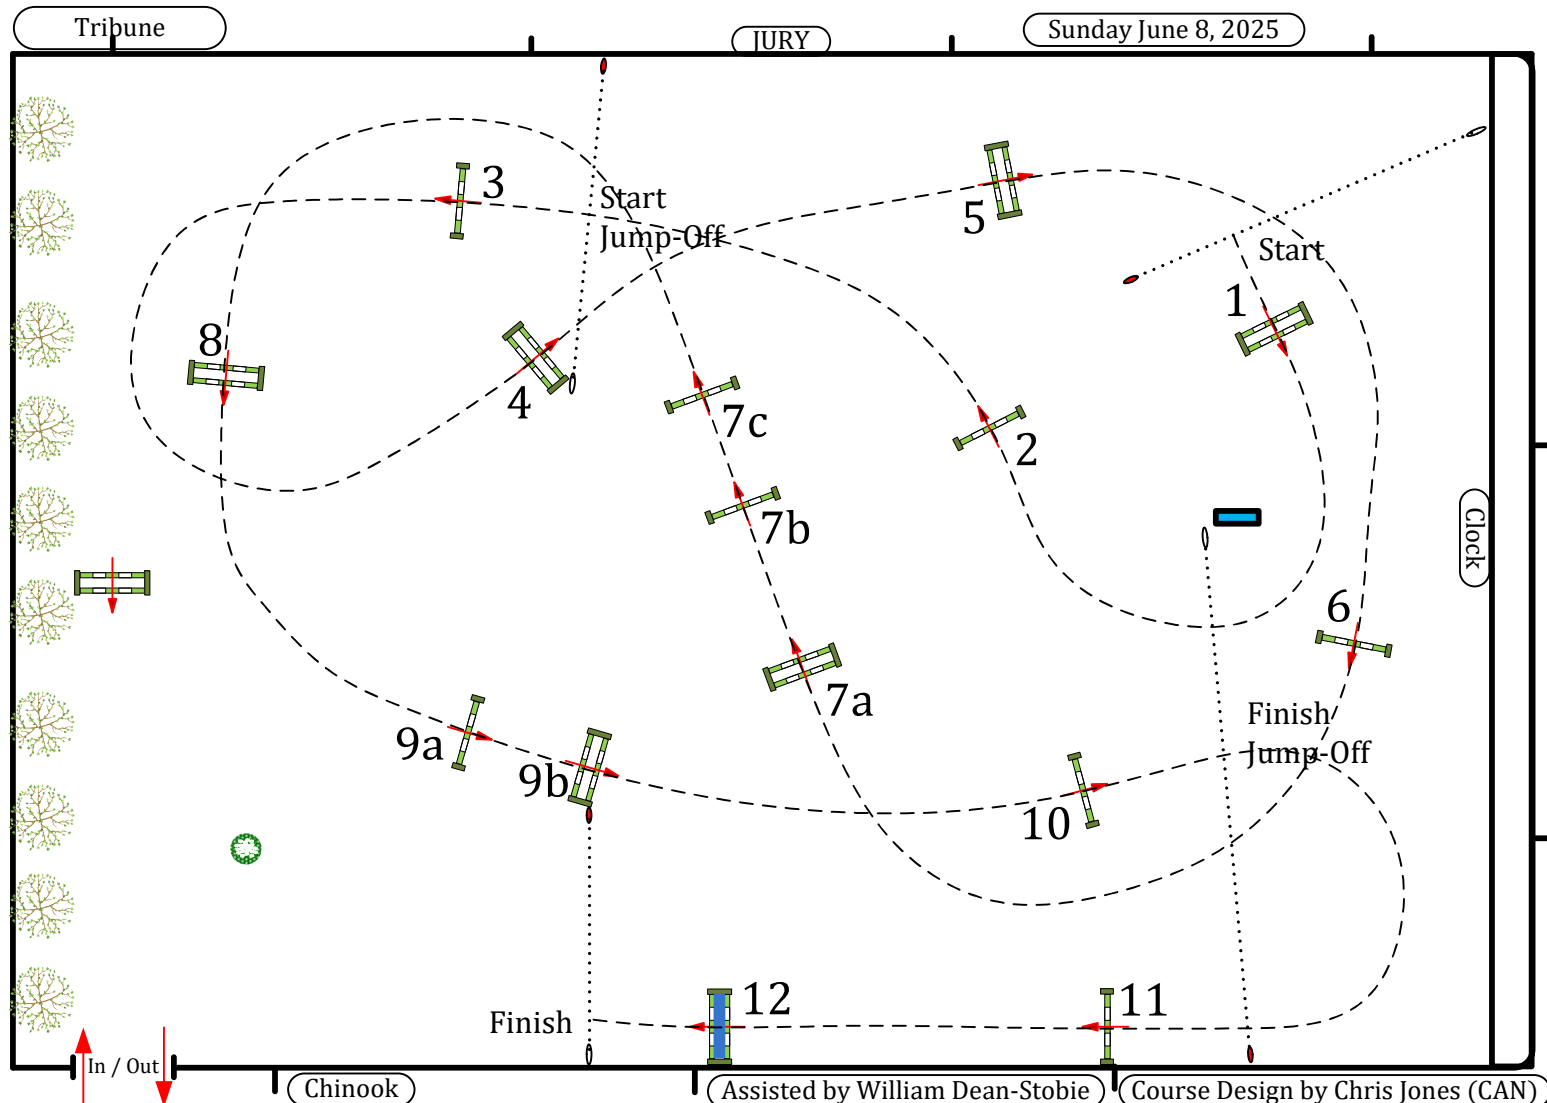 Tribune
JURY
Sunday June 8, 2025
3
Start
Jump-Off
5
Start
1
8
4
7c
2
7b
Clock
6
7a
Finish
Jump-Off
9a
9b
10
12
11
Finish
In / Out
Chinook
Assisted by William Dean-Stobie
Course Design by Chris Jones (CAN)